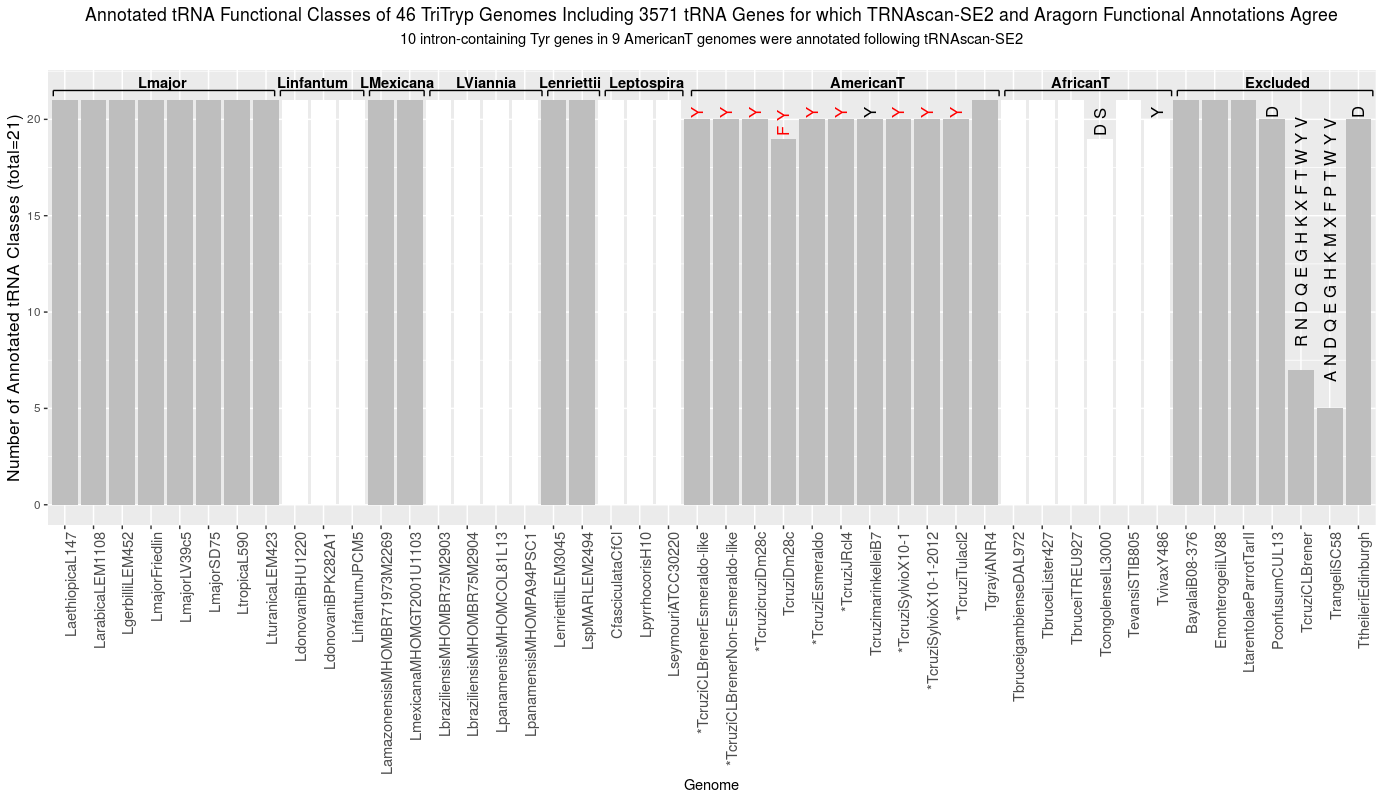 Annotated tRNA Functional Classes of 46 TriTryp Genomes Including 3571 tRNA Genes for which TRNAscan-SE2 and Aragorn Functional Annotations Agree
10 intron-containing Tyr genes in 9 AmericanT genomes were annotated following tRNAscan-SE2
Lmajor Linfantum LMexicana LViannia Lenriettii Leptospira AmericanT AfricanT Excluded
Number of Annotated tRNA Classes (total=21)
20
15
10
5
0
Y
Y
Y
F Y
Y
Y
Y
Y
Y
Y
D S
Y
D
R N D Q E G H K X F T W Y V
A N D Q E G H K M X F P T W Y V
D
LaethiopicaL147
LarabicaLEM1108
LgerbilliLEM452
LmajorFriedlin
LmajorLV39c5
LmajorSD75
LtropicaL590
LturanicaLEM423
LdonovaniBHU1220
LdonovaniBPK282A1
LinfantumJPCM5
LamazonensisMHOMBR71973M2269
LmexicanaMHOMGT2001U1103
LbraziliensisMHOMBR75M2903
LbraziliensisMHOMBR75M2904
LpanamensisMHOMCOL81L13
LpanamensisMHOMPA94PSC1
LenriettiiLEM3045
LspMARLEM2494
CfasciculataCfCl
LpyrrhocorisH10
LseymouriATCC30220
*TcruziCLBrenerEsmeraldo-like
*TcruziCLBrenerNon-Esmeraldo-like
*TcruzicruziDm28c
TcruziDm28c
*TcruziEsmeraldo
*TcruziJRcl4
TcruzimarinkelleiB7
*TcruziSylvioX10-1
*TcruziSylvioX10-1-2012
*TcruziTulacl2
TgrayiANR4
TbruceigambienseDAL972
TbruceiLister427
TbruceiTREU927
TcongolenseIL3000
TevansiSTIB805
TvivaxY486
BayalaiB08-376
EmonterogeiiLV88
LtarentolaeParrotTarII
PconfusumCUL13
TcruziCLBrener
TrangeliSC58
TtheileriEdinburgh
Genome